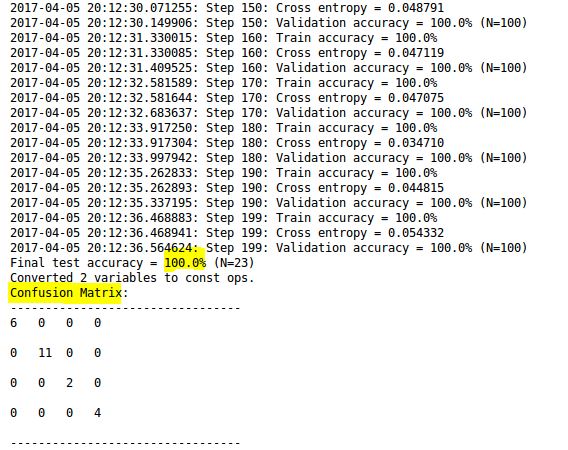 2017-04-05 20:12:30.071255: Step 150: Cross entropy = 0.048791
2017-04-05 20:12:30.149906: Step 150: Validation accuracy = 100.0% (N=100)
2017-04-05 20:12:31.330015: Step 160: Train accuracy = 100.0%
2017-04-05 20:12:31.330085: Step 160: Cross entropy = 0.047119
2017-04-05 20:12:31.409525: Step 160: Validation accuracy = 100.0% (N=100)
2017-04-05 20:12:32.581589: Step 170: Train accuracy = 100.0%
2017-04-05 20:12:32.581644: Step 170: Cross entropy = 0.047075
2017-04-05 20:12:32.683637: Step 170: Validation accuracy = 100.0% (N=100)
2017-04-05 20:12:33.917250: Step 180: Train accuracy = 100.0%
2017-04-05 20:12:33.917304: Step 180: Cross entropy = 0.034710
2017-04-05 20:12:33.997942: Step 180: Validation accuracy = 100.0% (N=100)
2017-04-05 20:12:35.262833: Step 190: Train accuracy = 100.0%
2017-04-05 20:12:35.262893: Step 190: Cross entropy = 0.044815
2017-04-05 20:12:35.337195: Step 190: Validation accuracy = 100.0% (N=100)
2017-04-05 20:12:36.468883: Step 199: Train accuracy = 100.0%
2017-04-05 20:12:36.468941: Step 199: Cross entropy = 0.054332
2017-04-05 20:12:36.564624: Step 199: Validation accuracy = 100.0% (N=100)
Final test accuracy = 100.0% (N=23)
Converted 2 variables to const ops.
Confusion Matrix:
---------------------------------
6 0 0 0
0 11 0 0
0 0 2 0
0 0 0 4
---------------------------------